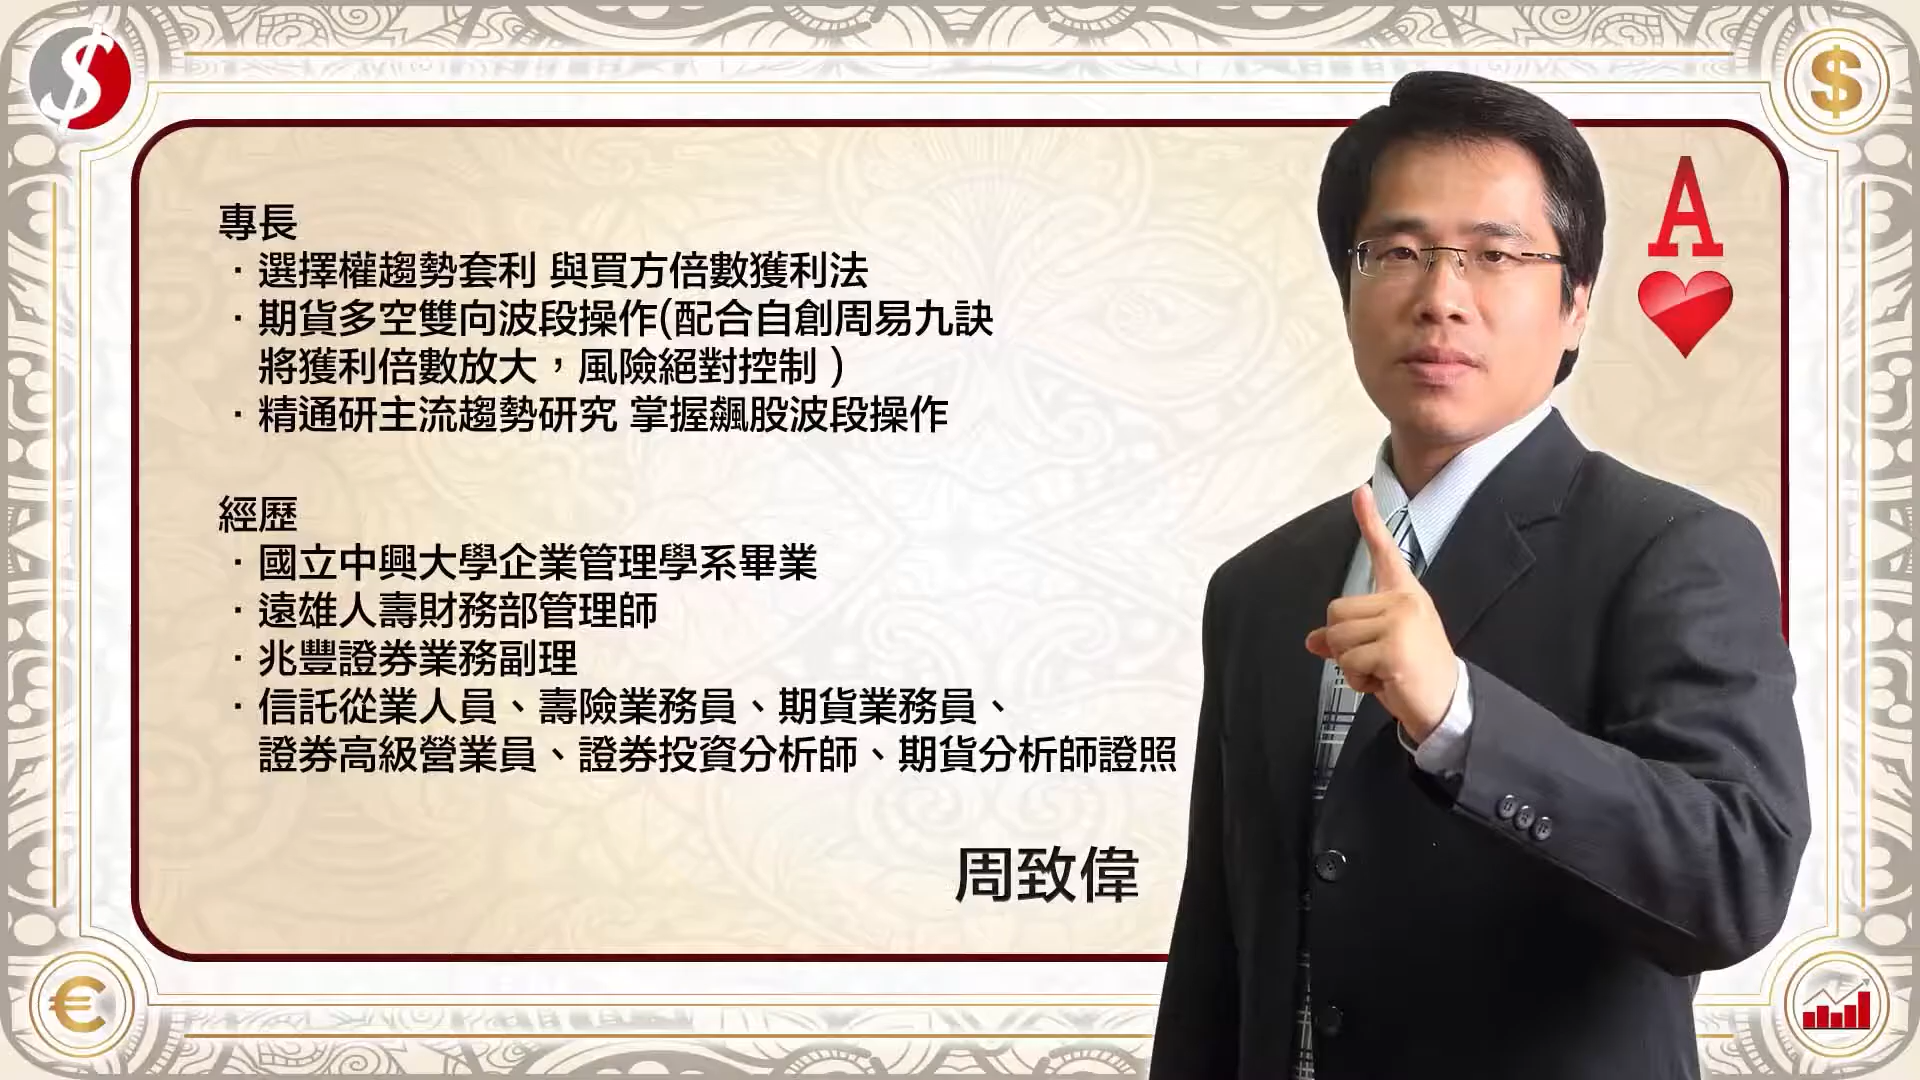 專長
· 選擇權趨勢套利 與買方倍數獲利法
· 期貨多空雙向波段操作(配合自創周易九訣
將獲利倍數放大，風險絕對控制 )
· 精通研主流趨勢研究 掌握飆股波段操作
經歷
· 國立中興大學企業管理學系畢業
· 遠雄人壽財務部管理師
· 兆豐證券業務副理
· 信託從業人員、壽險業務員、期貨業務員、
證券高級營業員、證券投資分析師、期貨分析師證照
周致偉
A
$
$
€